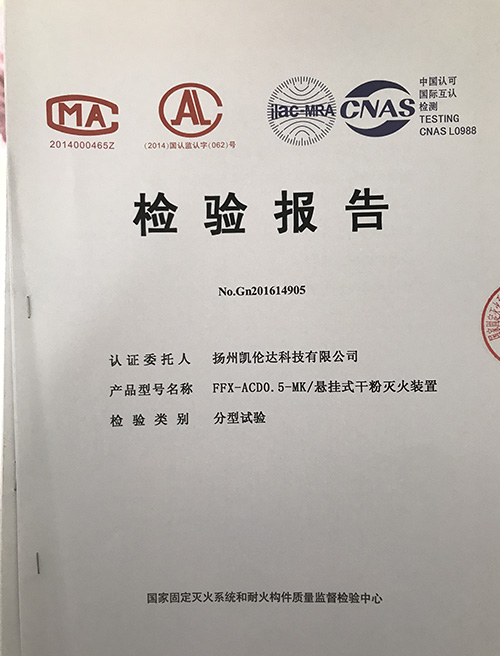 MA
2014000465Z
CAL
(2014)国认监认字(062)号
ilac-MRA
CNAS
中国认可
国际互认
检测
TESTING
CNAS L0988
检验报告
No.Gn201614905
认证委托人 扬州凯伦达科技有限公司
产品型号名称 FFX-ACD0.5-MK/悬挂式干粉灭火装置
检验类别 分型试验
国家固定灭火系统和耐火构件质量监督检验中心